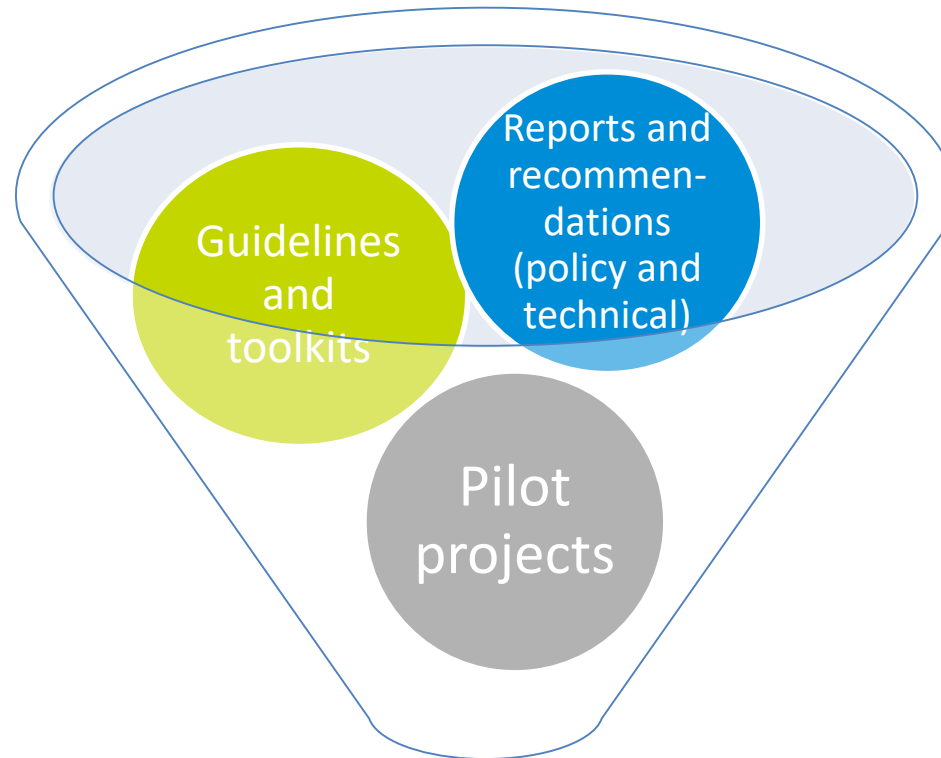 Guidelines
and
toolkits
Reports and
recommen-
dations
(policy and
technical)
Pilot
projects